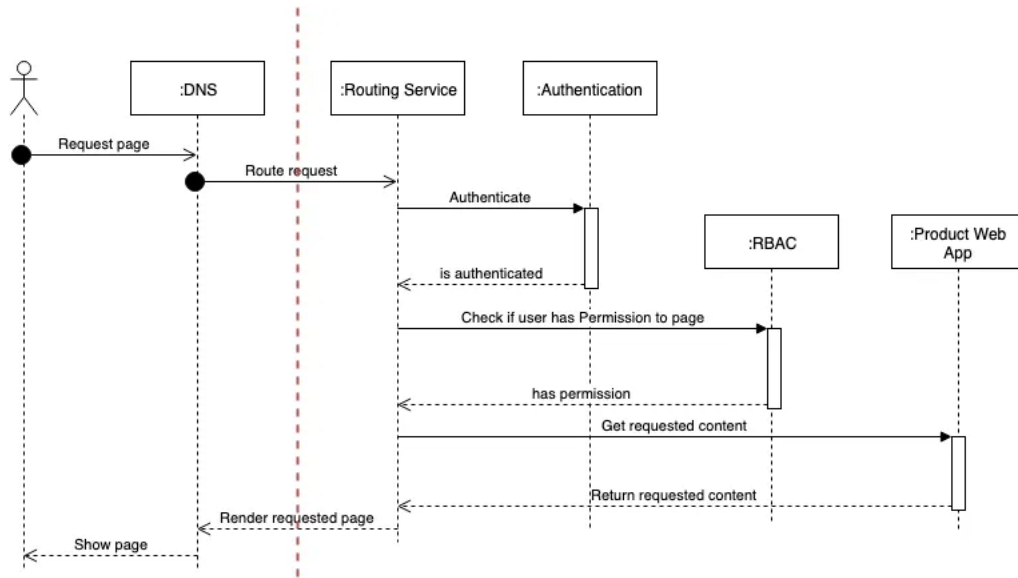 :DNS
:Routing Service
:Authentication
Request page
Route request
Authenticate
:RBAC
:Product Web
App
is authenticated
Check if user has Permission to page
has permission
Get requested content
Return requested content
Render requested page
Show page